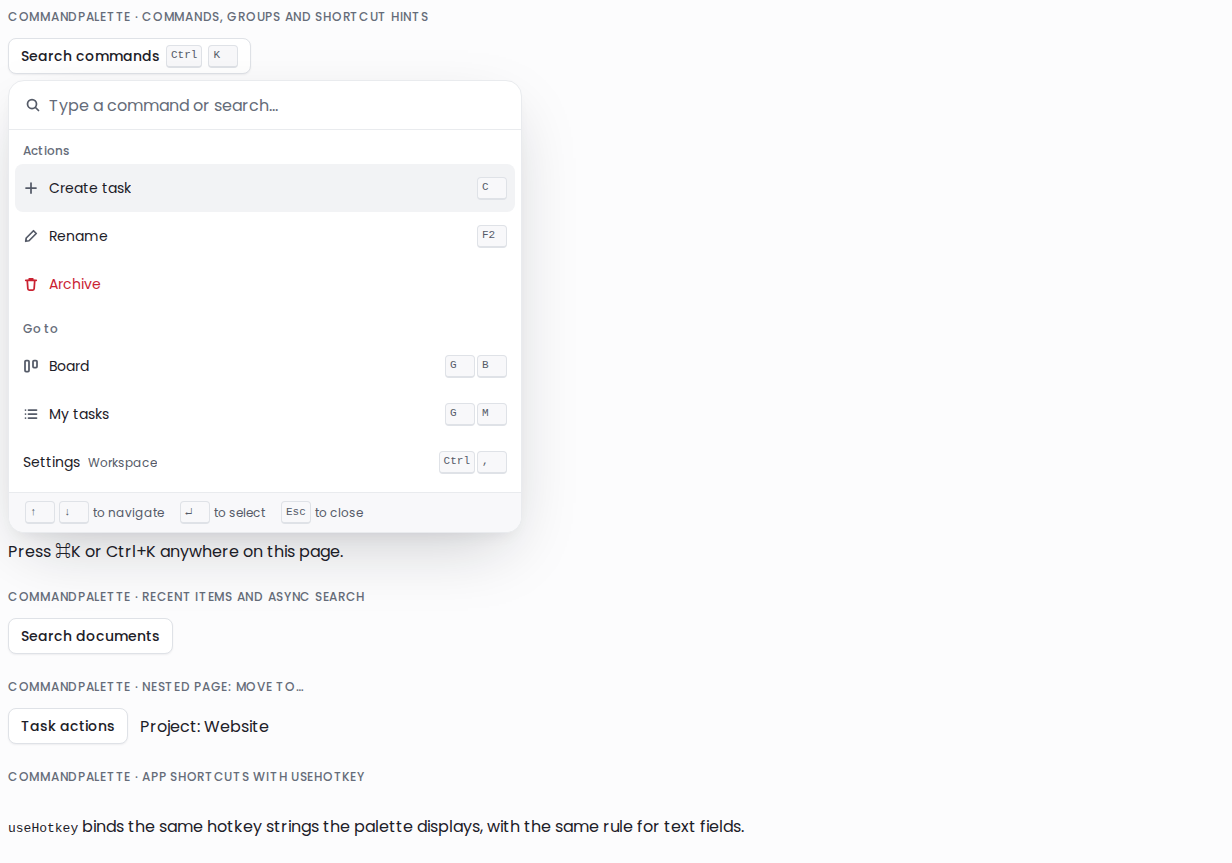 COMMANDPALETTE · COMMANDS, GROUPS AND SHORTCUT HINTS
Search commands Ctrl K
Type a command or search...
Actions
Create task C
Rename F2
Archive
Go to
Board G B
My tasks G M
Settings Workspace Ctrl ,
↑ ↓ to navigate ↵ to select Esc to close
Press ⌘K or Ctrl+K anywhere on this page.
COMMANDPALETTE · RECENT ITEMS AND ASYNC SEARCH
Search documents
COMMANDPALETTE · NESTED PAGE: MOVE TO...
Task actions Project: Website
COMMANDPALETTE · APP SHORTCUTS WITH USEHOTKEY
useHotkey binds the same hotkey strings the palette displays, with the same rule for text fields.